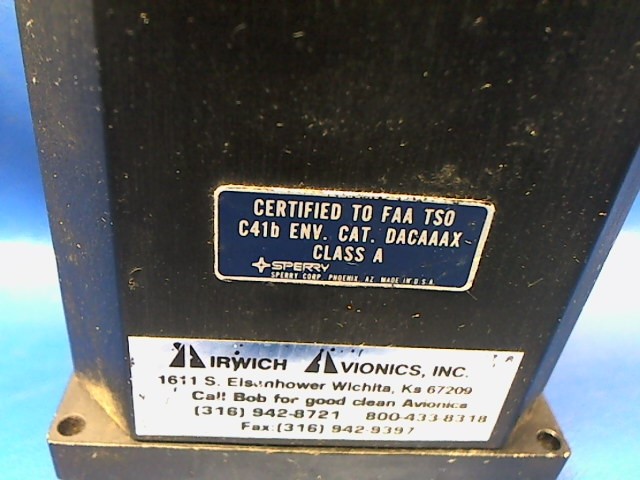 CERTIFIED TO FAA TSO
C41b ENV. CAT. DACAAAX
CLASS A
SPERRY
SPERRY CORP. PHOENIX, AZ. MADE IN U.S.A.
AIRWICH AVIONICS, INC.
1611 S. Eisenhower Wichita, Ks 67209
Call Bob for good clean Avionics
(316) 942-8721 800-433-8318
Fax:(316) 942-9397